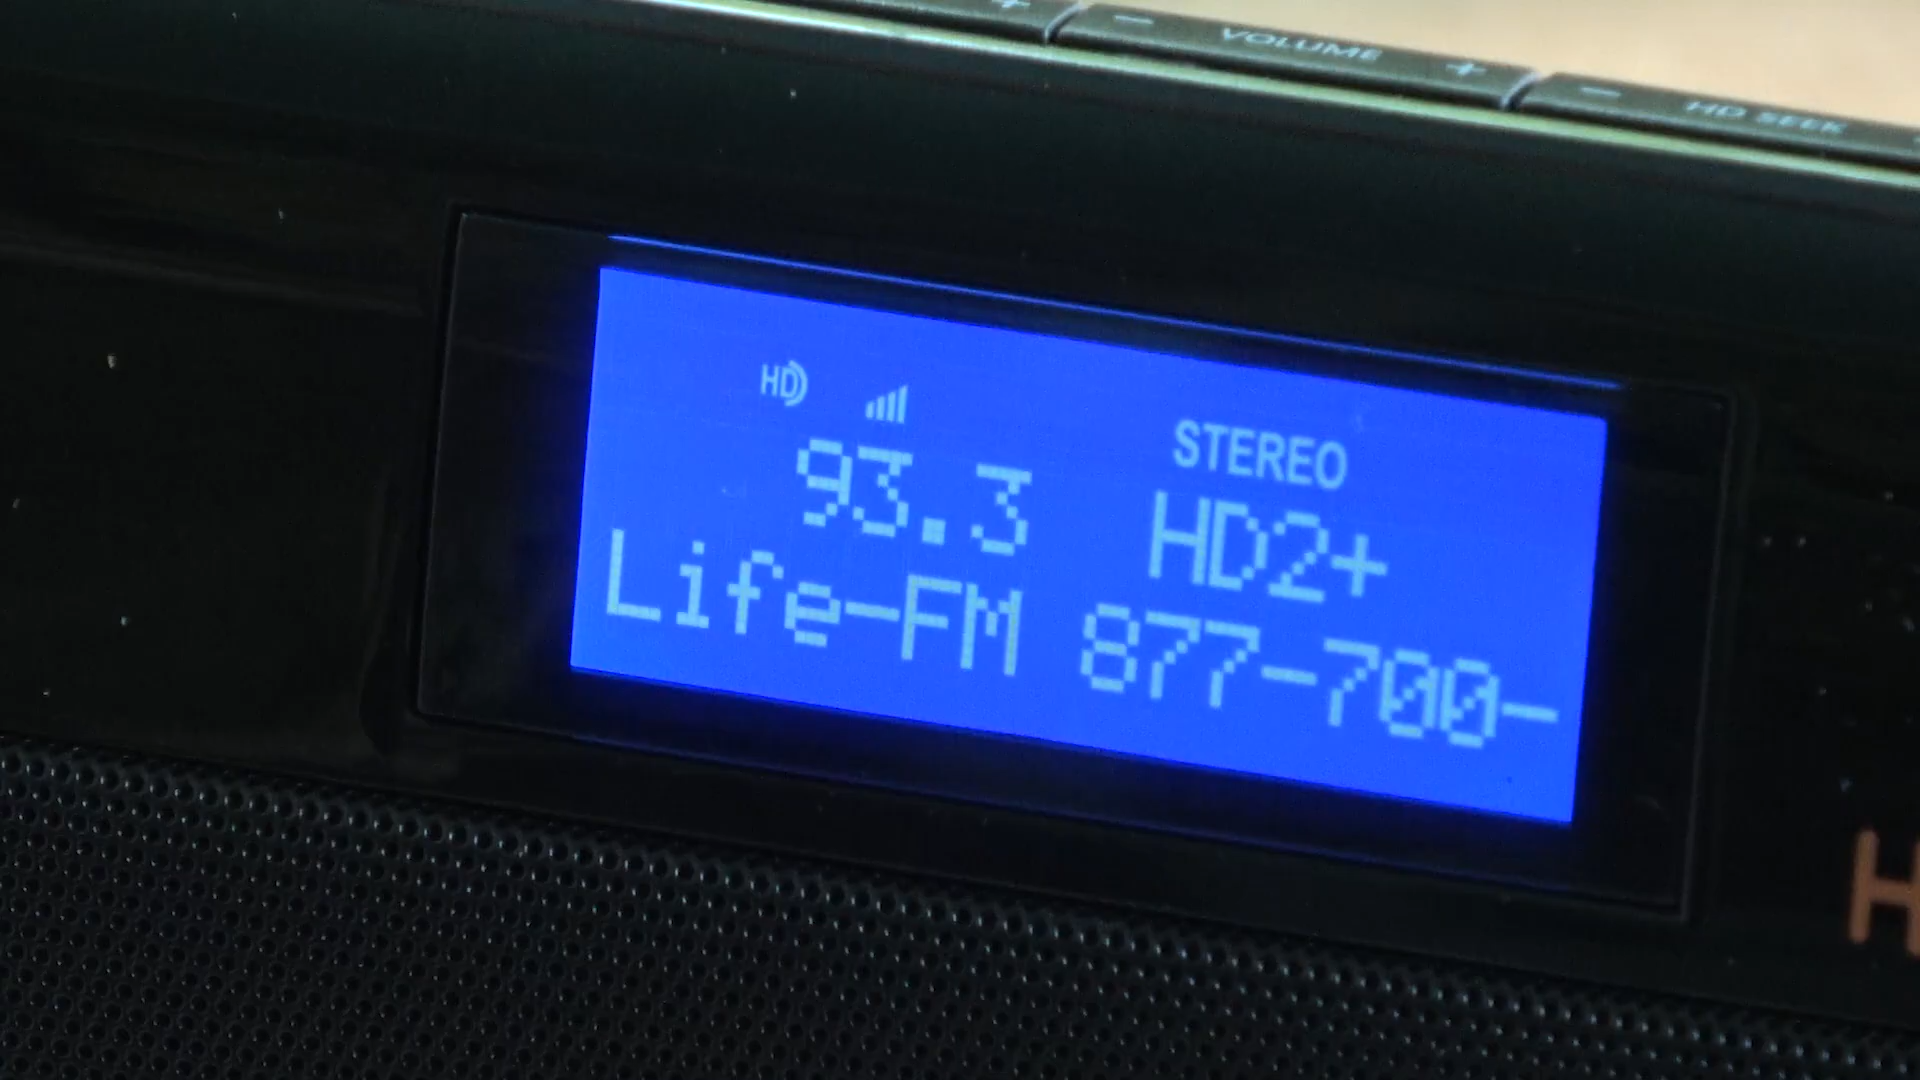 − VOLUME +
− HD SEEK
HD
STEREO
93.3 HD2+
Life-FM 877-700-
H